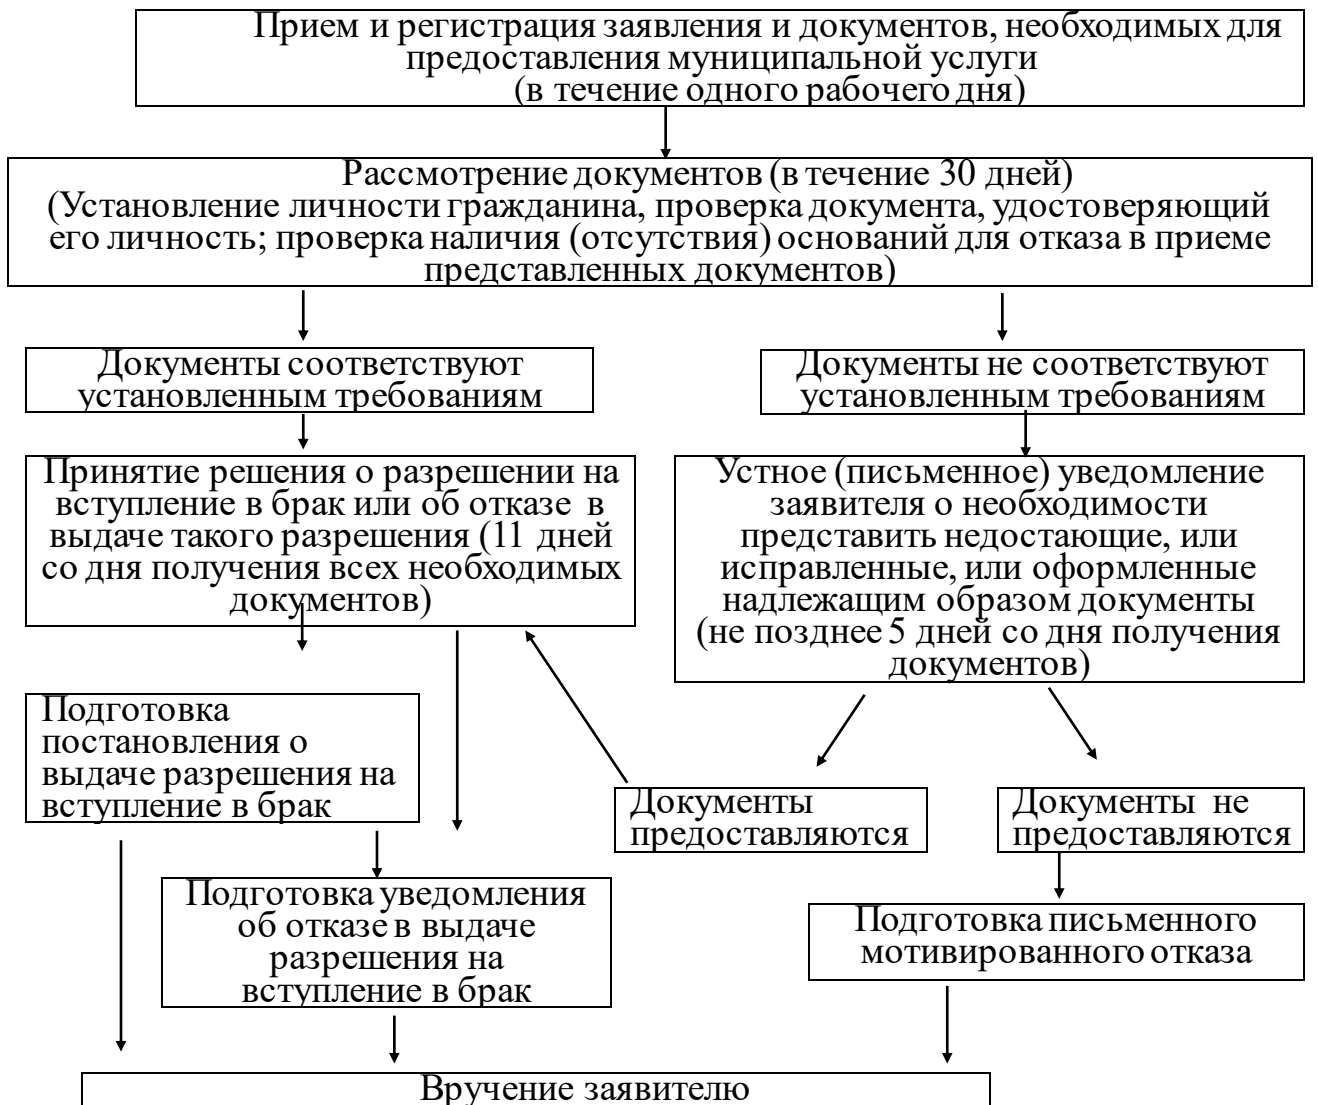 Прием и регистрация заявления и документов, необходимых для
предоставления муниципальной услуги
(в течение одного рабочего дня)
Рассмотрение документов (в течение 30 дней)
(Установление личности гражданина, проверка документа, удостоверяющий
его личность; проверка наличия (отсутствия) оснований для отказа в приеме
представленных документов)
Документы соответствуют
установленным требованиям
Документы не соответствуют
установленным требованиям
Принятие решения о разрешении на
вступление в брак или об отказе в
выдаче такого разрешения (11 дней
со дня получения всех необходимых
документов)
Устное (письменное) уведомление
заявителя о необходимости
представить недостающие, или
исправленные, или оформленные
надлежащим образом документы
(не позднее 5 дней со дня получения
документов)
Подготовка
постановления о
выдаче разрешения на
вступление в брак
Документы
предоставляются
Документы не
предоставляются
Подготовка уведомления
об отказе в выдаче
разрешения на
вступление в брак
Подготовка письменного
мотивированного отказа
Вручение заявителю